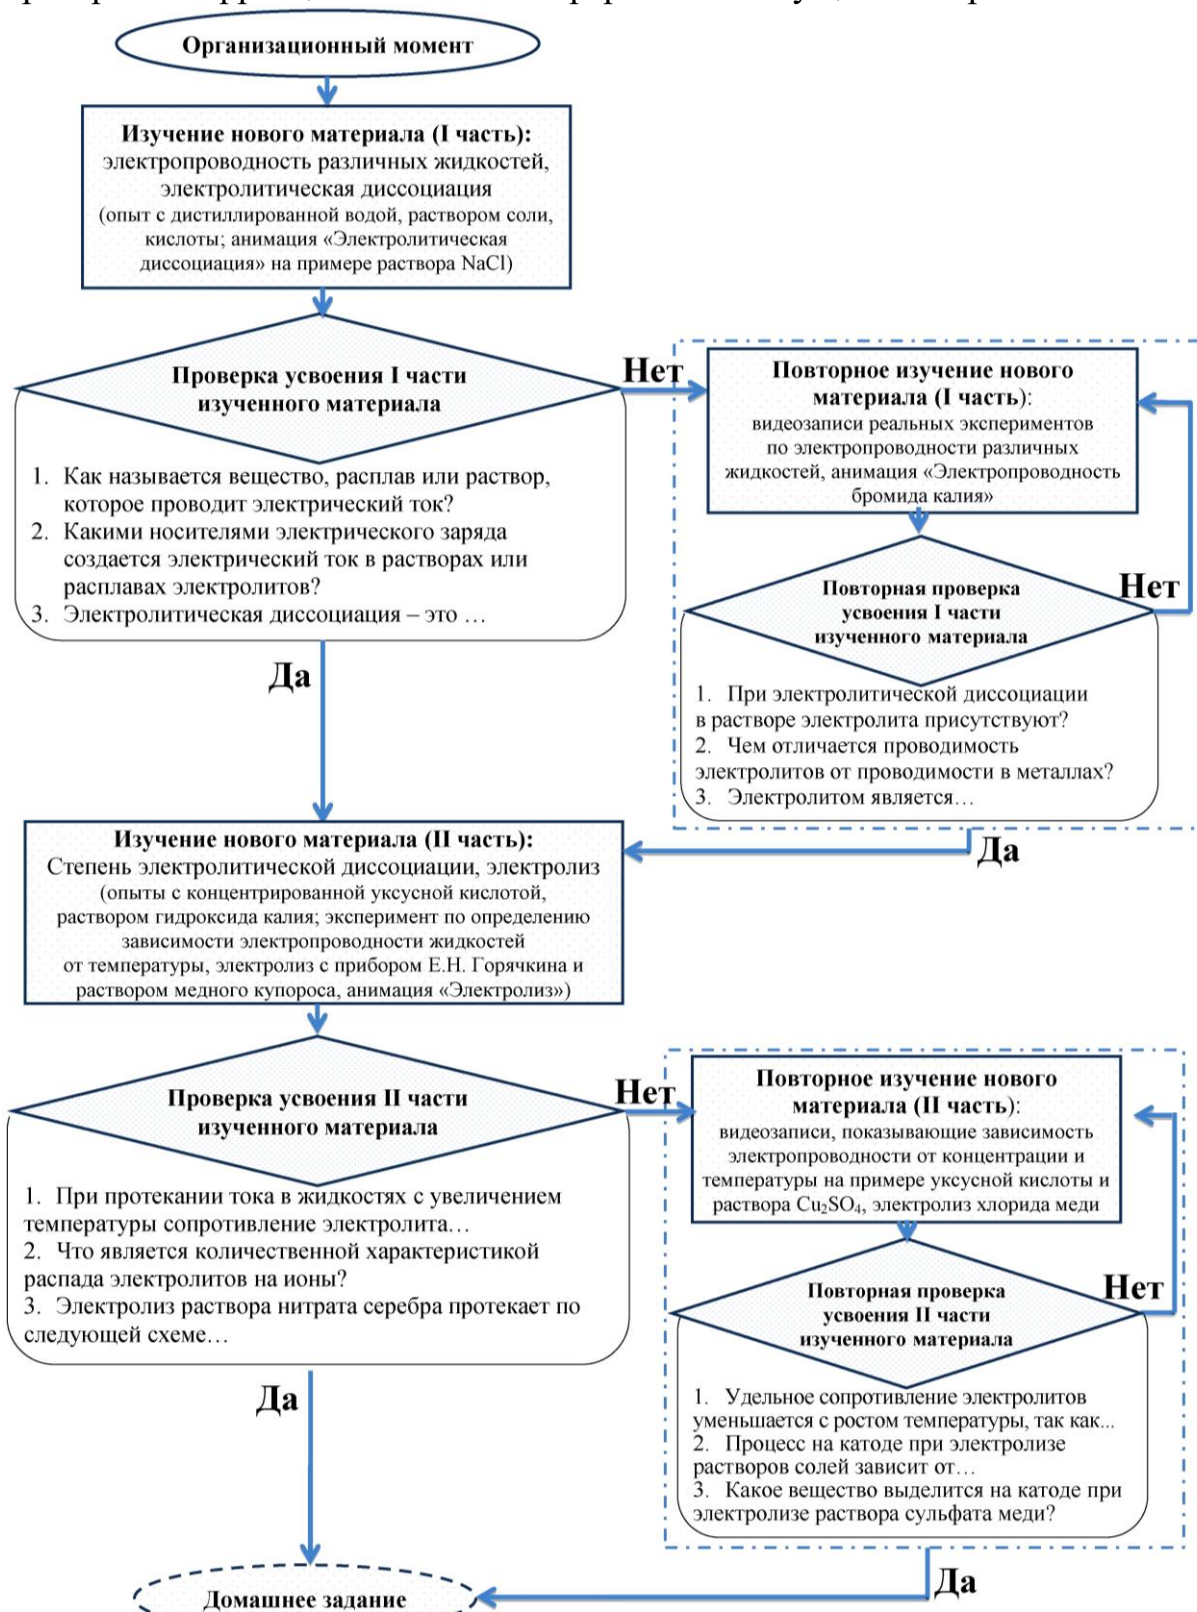 Организационный момент
Изучение нового материала (I часть):
электропроводность различных жидкостей,
электролитическая диссоциация
(опыт с дистиллированной водой, раствором соли,
кислоты; анимация «Электролитическая
диссоциация» на примере раствора NaCl)
Проверка усвоения I части
изученного материала
1. Как называется вещество, расплав или раствор,
которое проводит электрический ток?
2. Какими носителями электрического заряда
создается электрический ток в растворах или
расплавах электролитов?
3. Электролитическая диссоциация – это …
Нет
Повторное изучение нового
материала (I часть):
видеозаписи реальных экспериментов
по электропроводности различных
жидкостей, анимация «Электропроводность
бромида калия»
Повторная проверка
усвоения I части
изученного материала
Нет
1. При электролитической диссоциации
в растворе электролита присутствуют?
2. Чем отличается проводимость
электролитов от проводимости в металлах?
3. Электролитом является…
Да
Да
Изучение нового материала (II часть):
Степень электролитической диссоциации, электролиз
(опыты с концентрированной уксусной кислотой,
раствором гидроксида калия; эксперимент по определению
зависимости электропроводности жидкостей
от температуры, электролиз с прибором Е.Н. Горячкина и
раствором медного купороса, анимация «Электролиз»)
Проверка усвоения II части
изученного материала
1. При протекании тока в жидкостях с увеличением
температуры сопротивление электролита…
2. Что является количественной характеристикой
распада электролитов на ионы?
3. Электролиз раствора нитрата серебра протекает по
следующей схеме…
Нет
Повторное изучение нового
материала (II часть):
видеозаписи, показывающие зависимость
электропроводности от концентрации и
температуры на примере уксусной кислоты и
раствора Cu₂SO₄, электролиз хлорида меди
Повторная проверка
усвоения II части
изученного материала
Нет
1. Удельное сопротивление электролитов
уменьшается с ростом температуры, так как...
2. Процесс на катоде при электролизе
растворов солей зависит от…
3. Какое вещество выделится на катоде при
электролизе раствора сульфата меди?
Да
Да
Домашнее задание